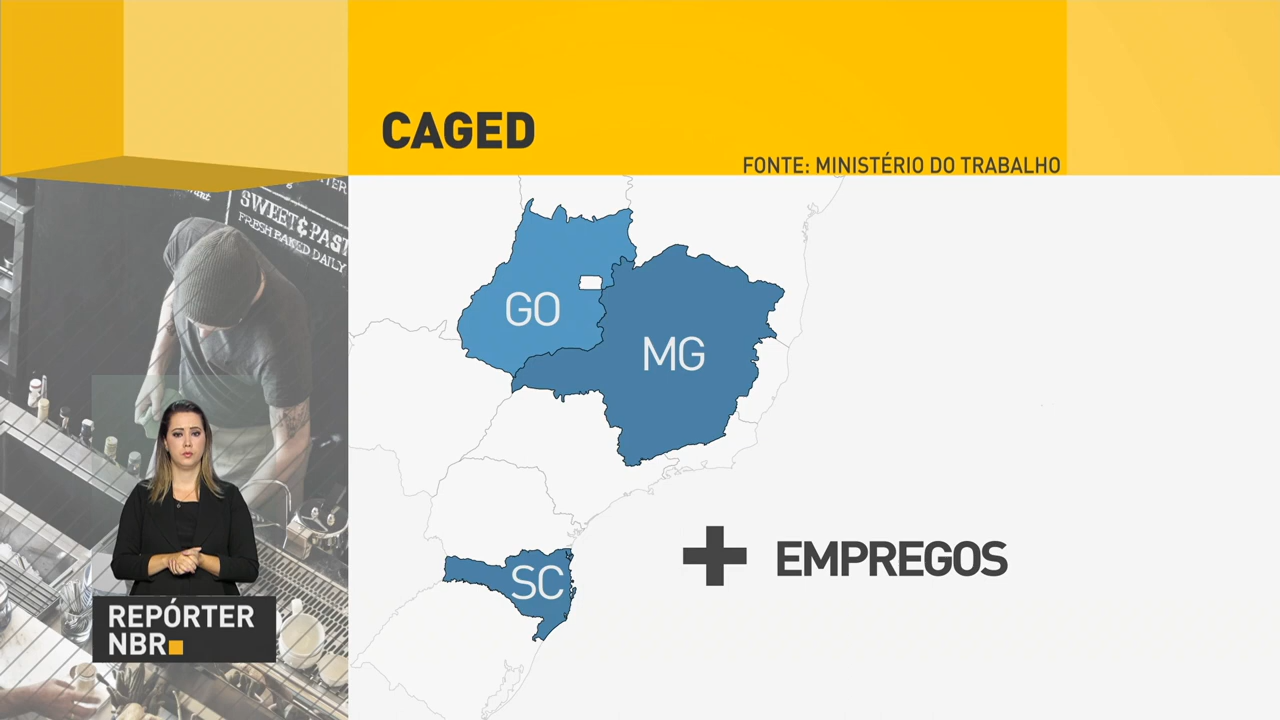 CAGED
FONTE: MINISTÉRIO DO TRABALHO
SWEET & PAST
FRESH BAKED DAILY
GO
MG
SC
+ EMPREGOS
REPÓRTER
NBR